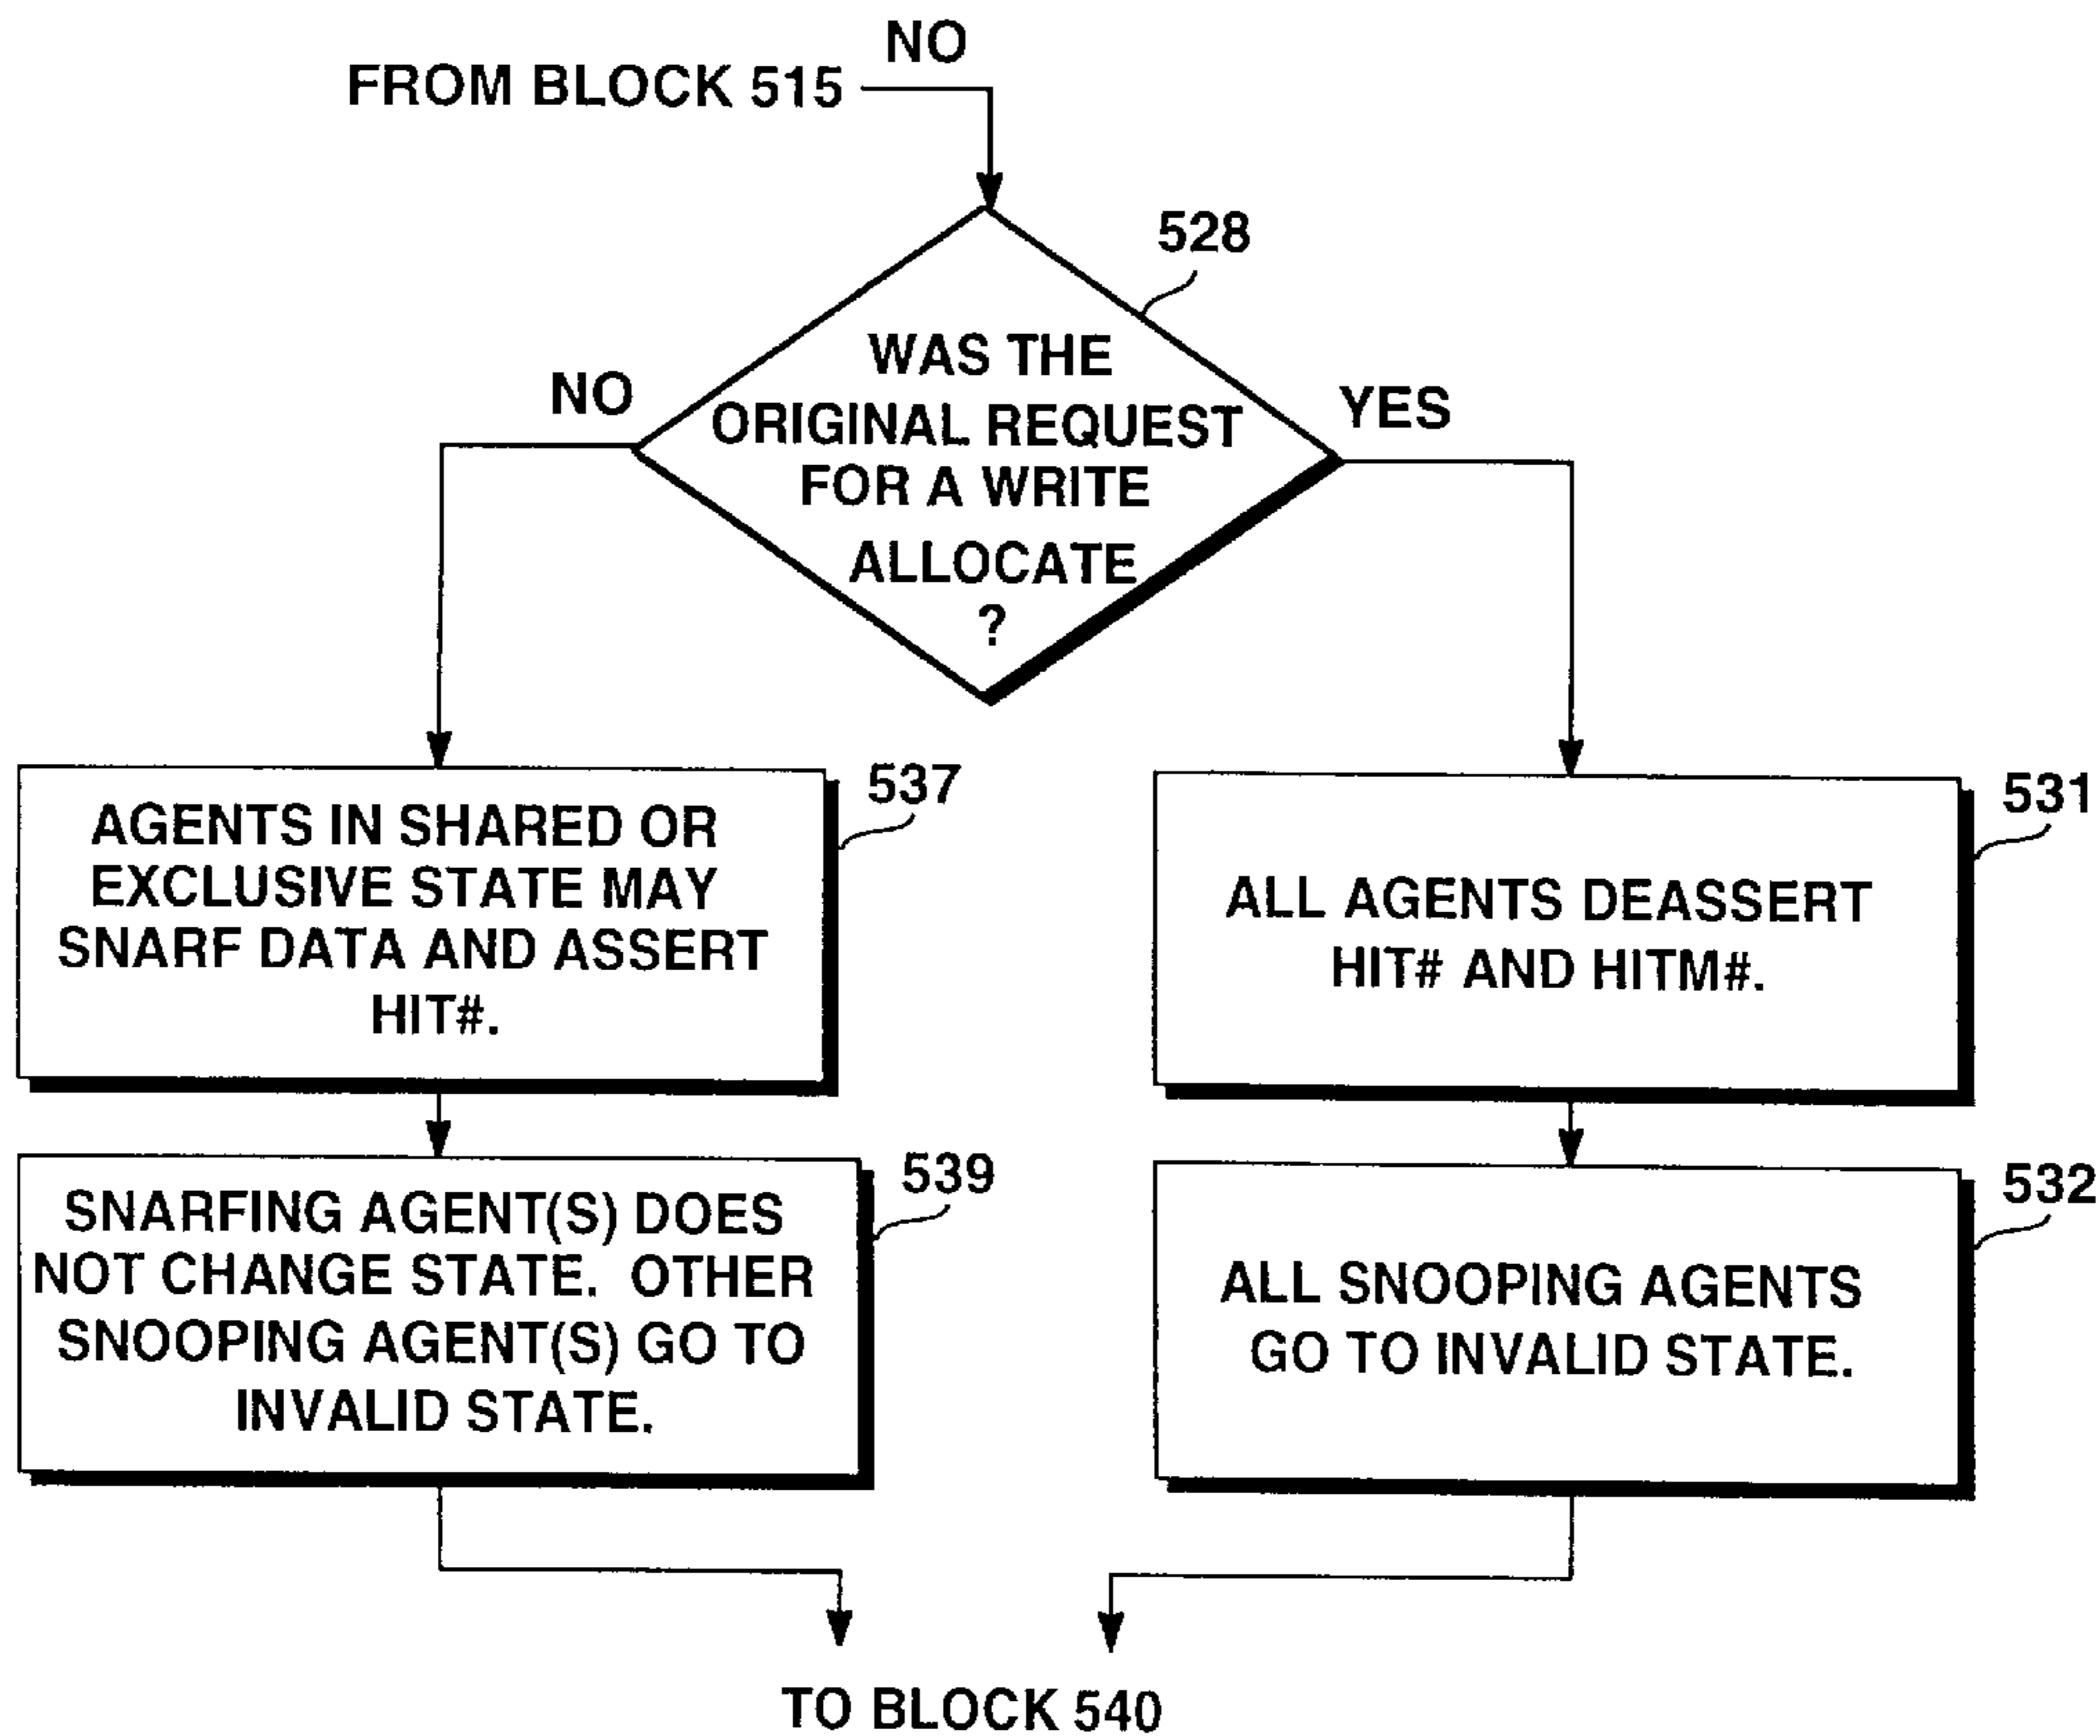 NO
FROM BLOCK 515
528
WAS THE
ORIGINAL REQUEST
FOR A WRITE
ALLOCATE
?
NO
YES
537
AGENTS IN SHARED OR
EXCLUSIVE STATE MAY
SNARF DATA AND ASSERT
HIT#.
531
ALL AGENTS DEASSERT
HIT# AND HITM#.
539
SNARFING AGENT(S) DOES
NOT CHANGE STATE. OTHER
SNOOPING AGENT(S) GO TO
INVALID STATE.
532
ALL SNOOPING AGENTS
GO TO INVALID STATE.
TO BLOCK 540